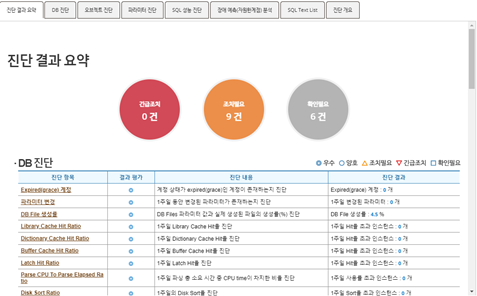 진단 결과 요약
DB 진단
오브젝트 진단
파라미터 진단
SQL 성능 진단
장애 예측(자원한계점) 분석
SQL Text List
진단 개요
진단 결과 요약
긴급조치
0 건
조치필요
9 건
확인필요
6 건
· DB 진단
우수 양호 조치필요 긴급조치 확인필요
진단 항목 결과 평가 진단 내용 진단 결과
Expired(grace) 계정 계정 상태가 expired(grace)인 계정이 존재하는지 진단 Expired(grace) 계정 : 0 개
파라미터 변경 1주일 동안 변경된 파라미터가 존재하는지 진단 1주일 변경된 파라미터 : 0 개
DB File 생성률 DB Files 파라미터 값과 실제 생성된 파일의 생성률(%) 진단 DB File 생성률 : 4.5 %
Library Cache Hit Ratio 1주일 Library Cache Hit율 진단 1주일 Hit율 초과 인스턴스 : 0 개
Dictionary Cache Hit Ratio 1주일 Dictionary Cache Hit율 진단 1주일 Hit율 초과 인스턴스 : 0 개
Buffer Cache Hit Ratio 1주일 Buffer Cache Hit율 진단 1주일 Hit율 초과 인스턴스 : 0 개
Latch Hit Ratio 1주일 Latch Hit율 진단 1주일 Hit율 초과 인스턴스 : 0 개
Parse CPU To Parse Elapsed Ra
tio 1주일 파싱 총 소요 시간 중 CPU time이 차지한 비율 진단 1주일 사용률 초과 인스턴스 : 0 개
Disk Sort Ratio 1주일의 Disk Sort율 진단 1주일 Sort율 초과 인스턴스 : 0 개